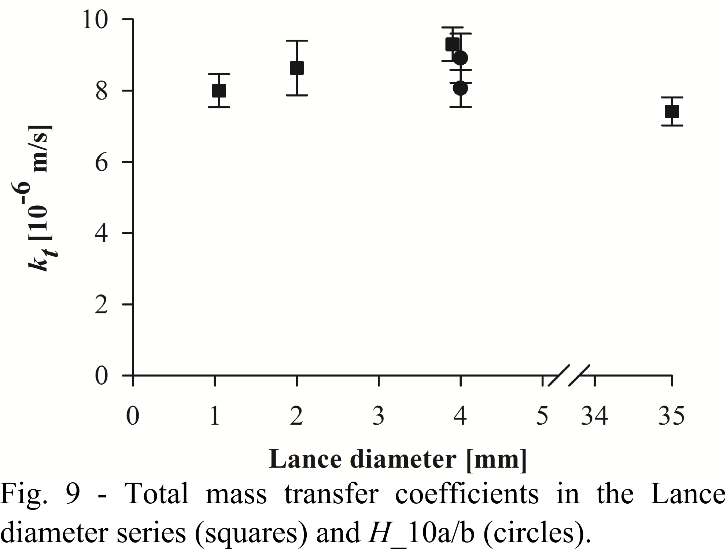 10
8
6
4
2
0
k_t [10^-6 m/s]
0 1 2 3 4 5 34 35
Lance diameter [mm]
Fig. 9 - Total mass transfer coefficients in the Lance
diameter series (squares) and H_10a/b (circles).